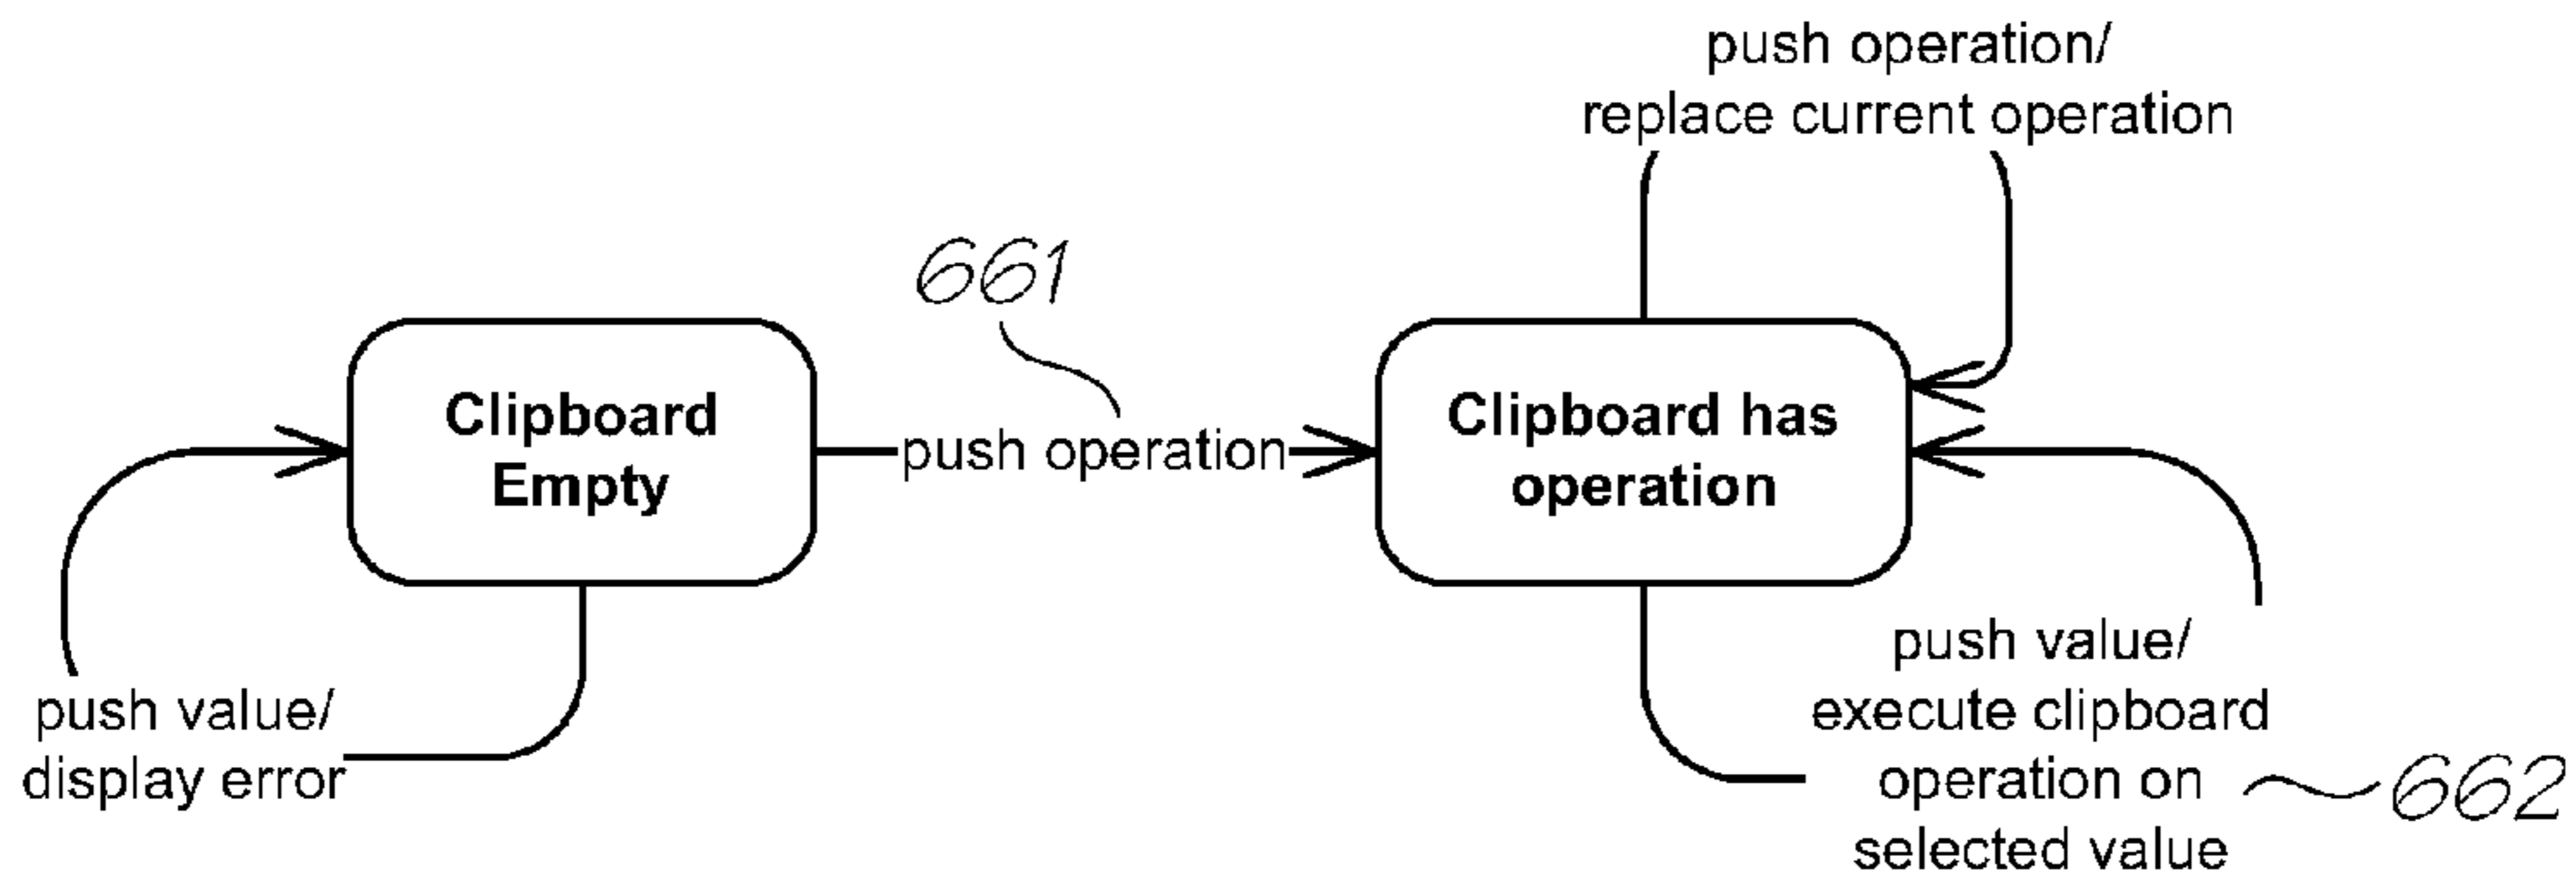 push operation/
replace current operation
661
Clipboard
Empty
push operation
Clipboard has
operation
push value/
display error
push value/
execute clipboard
operation on
selected value
662